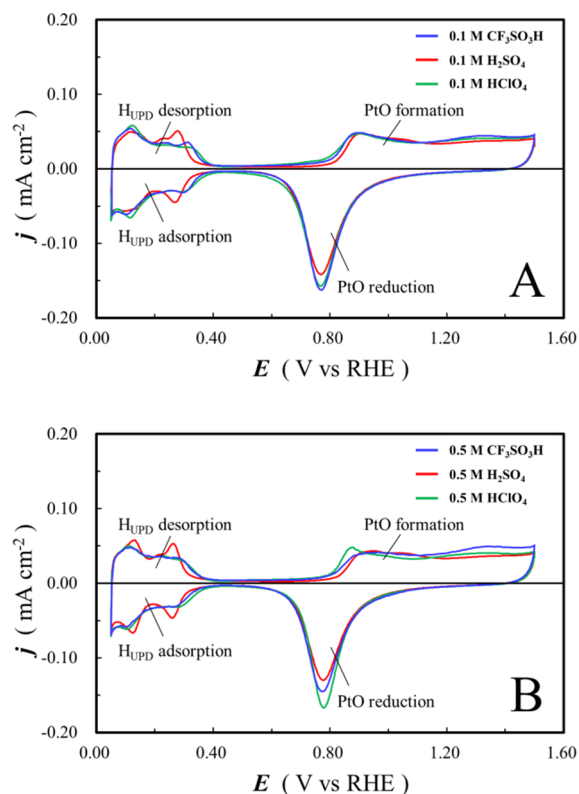 0.20
0.1 M CF₃SO₃H
0.1 M H₂SO₄
0.1 M HClO₄
0.10
H_UPD desorption
PtO formation
0.00
j ( mA cm⁻² )
-0.10
H_UPD adsorption
PtO reduction
A
-0.20
0.00 0.40 0.80 1.20 1.60
E ( V vs RHE )
0.20
0.5 M CF₃SO₃H
0.5 M H₂SO₄
0.5 M HClO₄
0.10
H_UPD desorption
PtO formation
0.00
j ( mA cm⁻² )
-0.10
H_UPD adsorption
PtO reduction
B
-0.20
0.00 0.40 0.80 1.20 1.60
E ( V vs RHE )